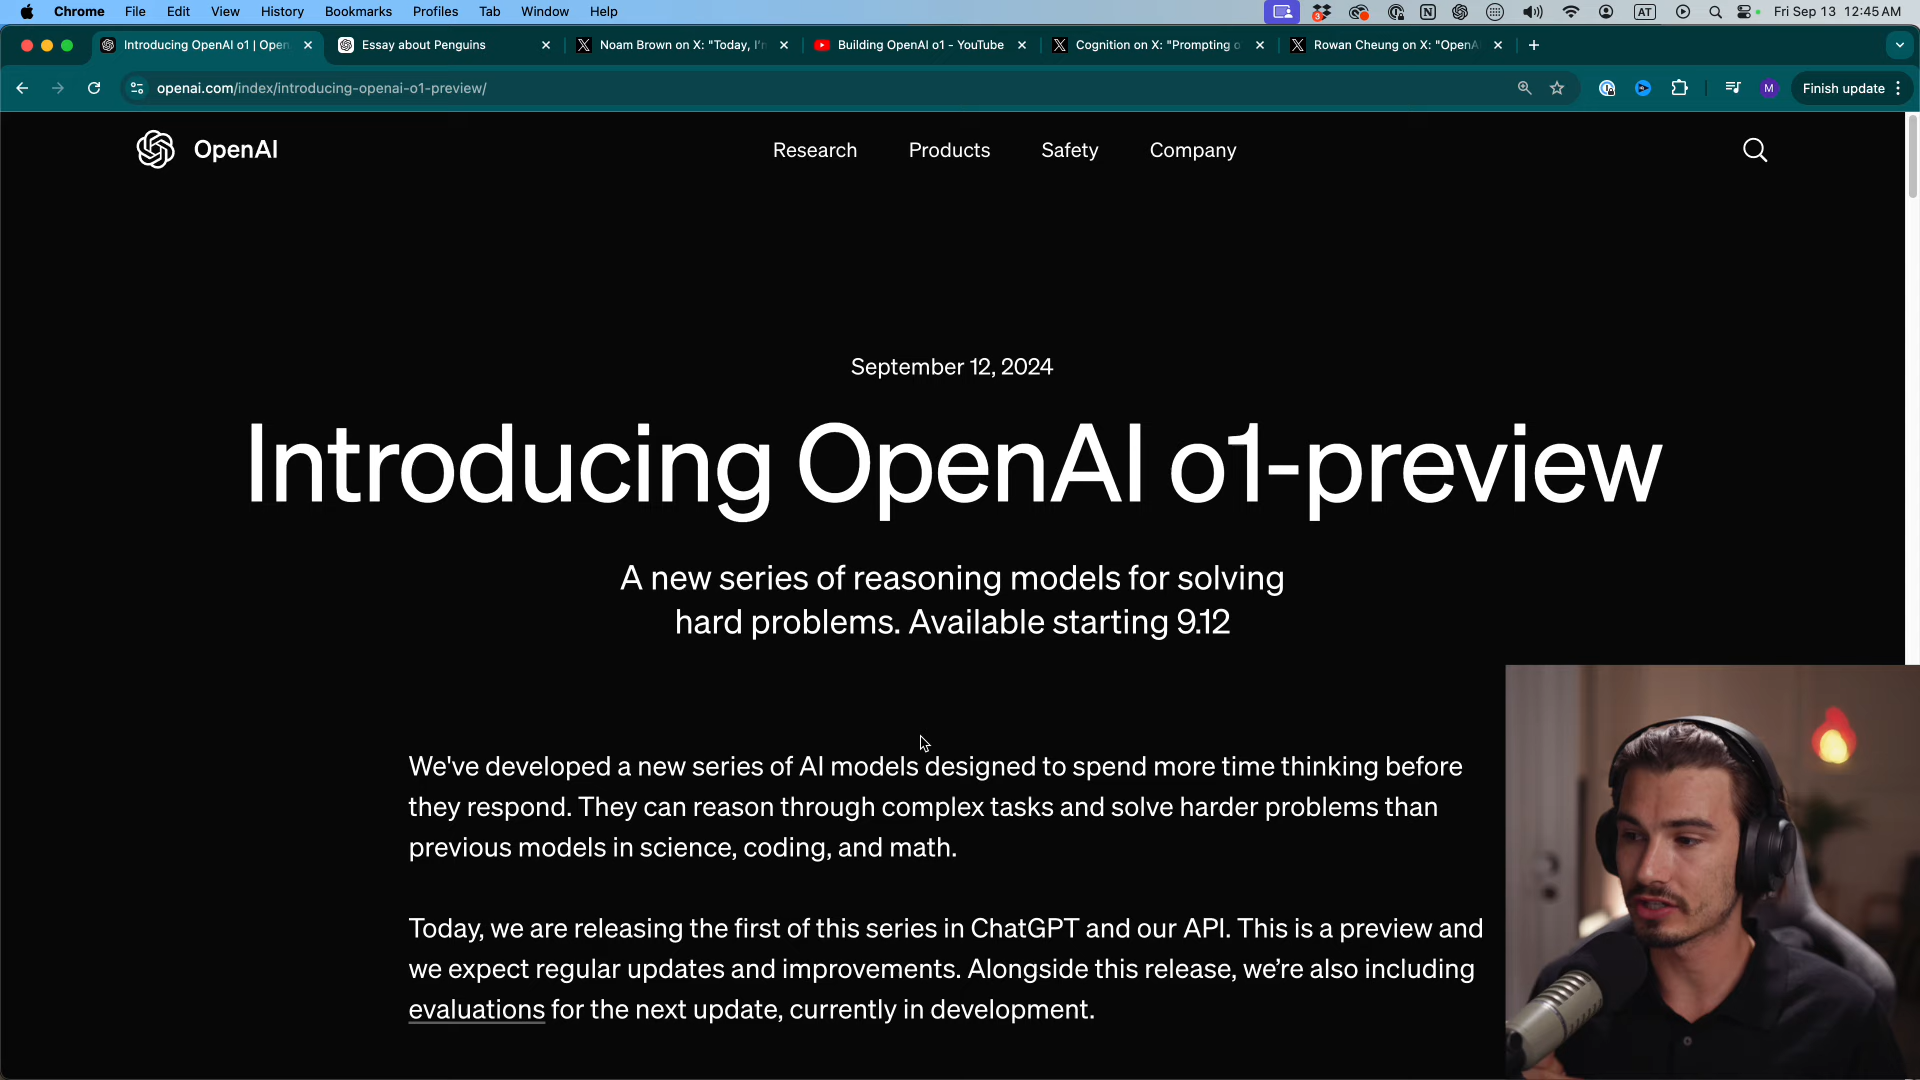 Chrome File Edit View History Bookmarks Profiles Tab Window Help
3 AT Fri Sep 13 12:45 AM
Introducing OpenAI o1 | Open
Essay about Penguins
Noam Brown on X: "Today, I'm
Building OpenAI o1 - YouTube
Cognition on X: "Prompting o
Rowan Cheung on X: "OpenAI
openai.com/index/introducing-openai-o1-preview/
M
Finish update
OpenAI
Research Products Safety Company
September 12, 2024
Introducing OpenAI o1-preview
A new series of reasoning models for solving
hard problems. Available starting 9.12
We've developed a new series of AI models designed to spend more time thinking before
they respond. They can reason through complex tasks and solve harder problems than
previous models in science, coding, and math.
Today, we are releasing the first of this series in ChatGPT and our API. This is a preview and
we expect regular updates and improvements. Alongside this release, we’re also including
evaluations for the next update, currently in development.